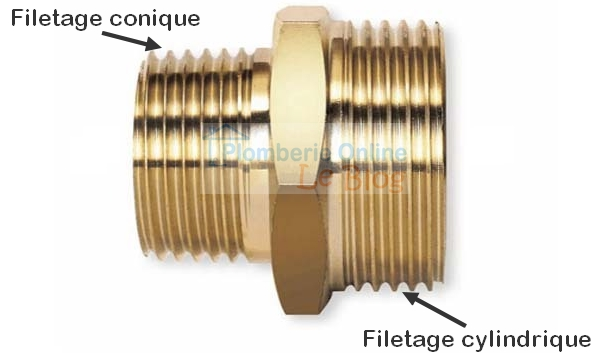 Filetage conique
Plomberie Online
Le Blog
Filetage cylindrique